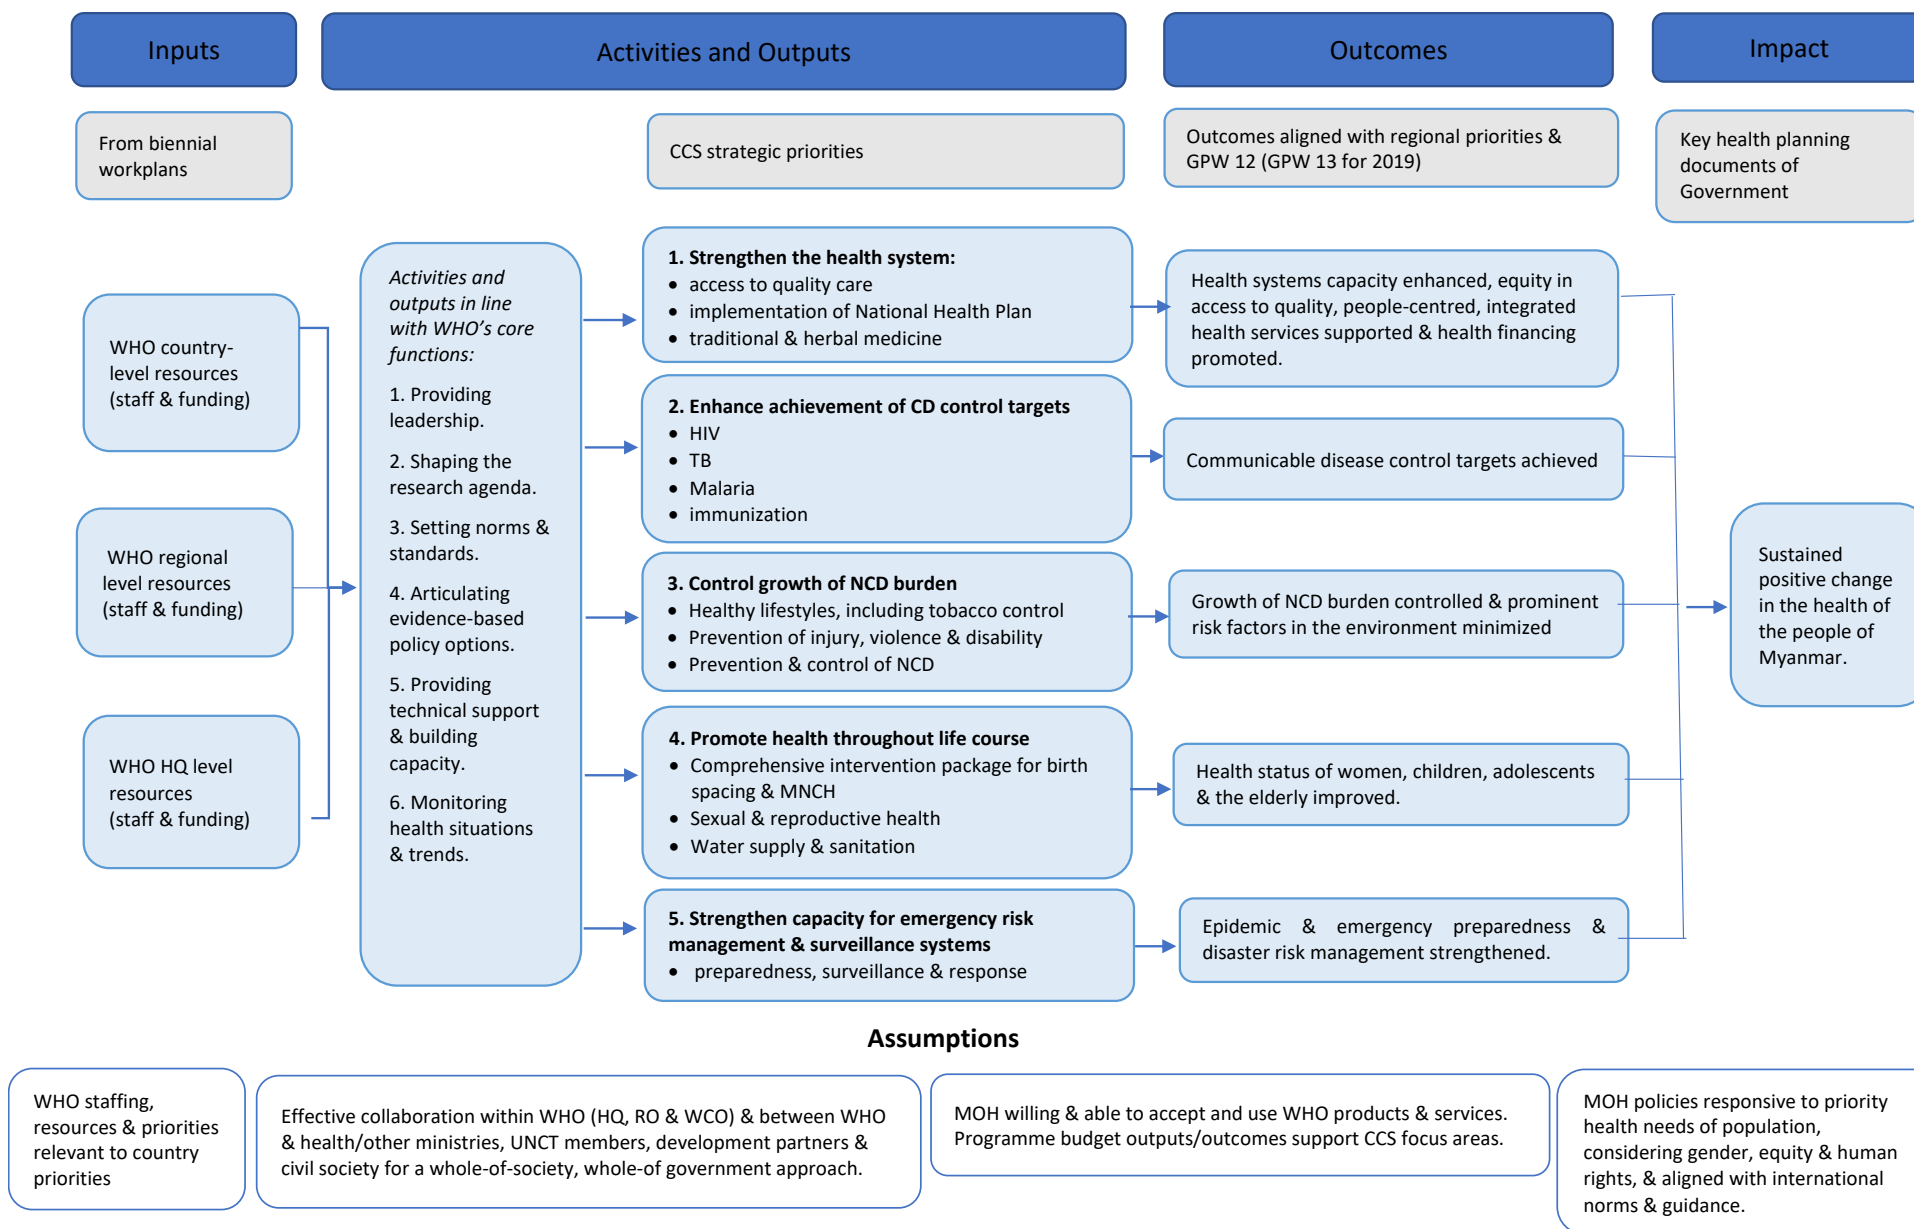 Inputs
Activities and Outputs
Outcomes
Impact
From biennial
workplans
CCS strategic priorities
Outcomes aligned with regional priorities &
GPW 12 (GPW 13 for 2019)
Key health planning
documents of
Government
WHO country-
level resources
(staff & funding)
WHO regional
level resources
(staff & funding)
WHO HQ level
resources
(staff & funding)
Activities and
outputs in line
with WHO’s core
functions:
1. Providing
leadership.
2. Shaping the
research agenda.
3. Setting norms &
standards.
4. Articulating
evidence-based
policy options.
5. Providing
technical support
& building
capacity.
6. Monitoring
health situations
& trends.
1. Strengthen the health system:
• access to quality care
• implementation of National Health Plan
• traditional & herbal medicine
2. Enhance achievement of CD control targets
• HIV
• TB
• Malaria
• immunization
3. Control growth of NCD burden
• Healthy lifestyles, including tobacco control
• Prevention of injury, violence & disability
• Prevention & control of NCD
4. Promote health throughout life course
• Comprehensive intervention package for birth
spacing & MNCH
• Sexual & reproductive health
• Water supply & sanitation
5. Strengthen capacity for emergency risk
management & surveillance systems
• preparedness, surveillance & response
Health systems capacity enhanced, equity in
access to quality, people-centred, integrated
health services supported & health financing
promoted.
Communicable disease control targets achieved
Growth of NCD burden controlled & prominent
risk factors in the environment minimized
Health status of women, children, adolescents
& the elderly improved.
Epidemic & emergency preparedness &
disaster risk management strengthened.
Sustained
positive change
in the health of
the people of
Myanmar.
Assumptions
WHO staffing,
resources & priorities
relevant to country
priorities
Effective collaboration within WHO (HQ, RO & WCO) & between WHO
& health/other ministries, UNCT members, development partners &
civil society for a whole-of-society, whole-of government approach.
MOH willing & able to accept and use WHO products & services.
Programme budget outputs/outcomes support CCS focus areas.
MOH policies responsive to priority
health needs of population,
considering gender, equity & human
rights, & aligned with international
norms & guidance.